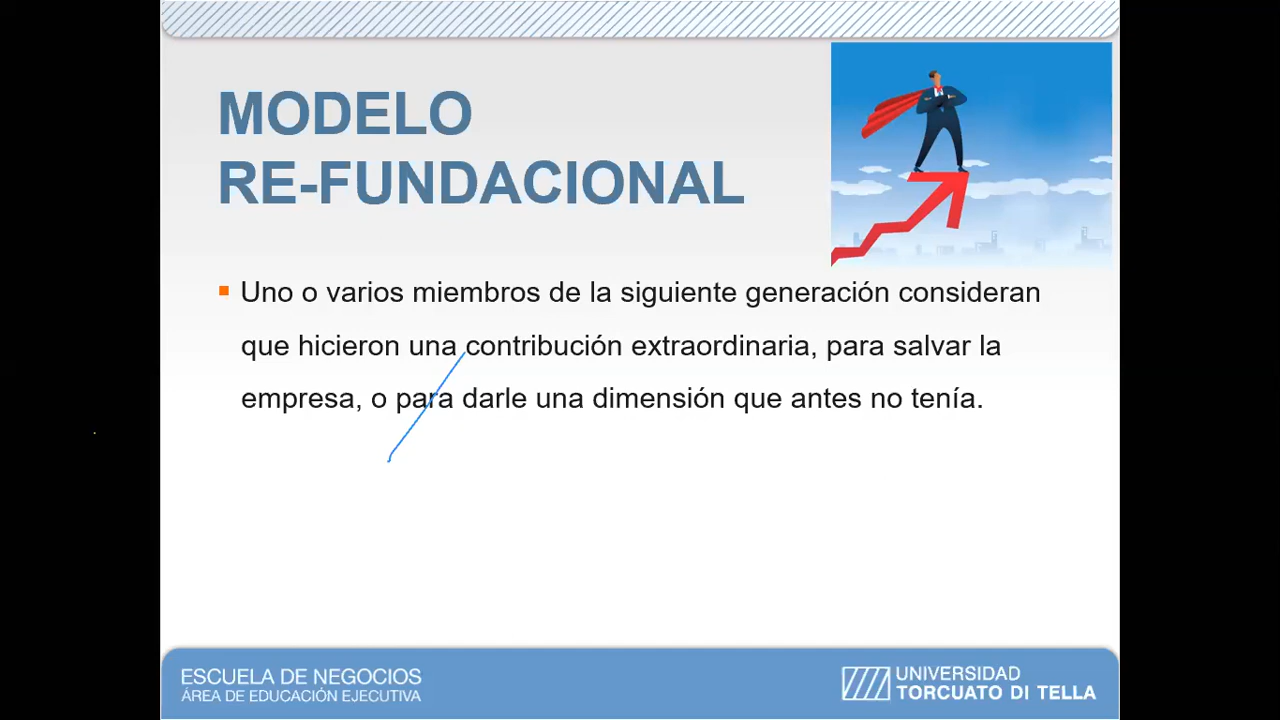 MODELO
RE-FUNDACIONAL
Uno o varios miembros de la siguiente generación consideran
que hicieron una contribución extraordinaria, para salvar la
empresa, o para darle una dimensión que antes no tenía.
ESCUELA DE NEGOCIOS
ÁREA DE EDUCACIÓN EJECUTIVA
UNIVERSIDAD
TORCUATO DI TELLA